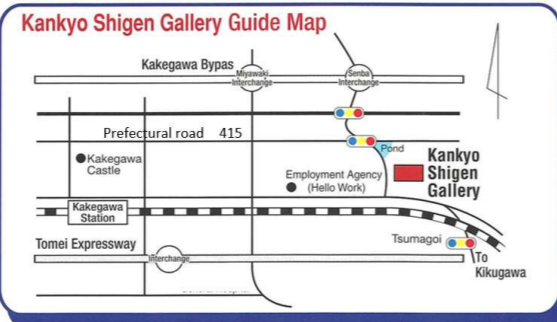 Kankyo Shigen Gallery Guide Map
Kakegawa Bypas
Miyawaki
Interchange
Senba
Interchange
Prefectural road 415
Pond
Kakegawa
Castle
Employment Agency
(Hello Work)
Kankyo
Shigen
Gallery
Kakegawa
Station
Tsumagoi
Tomei Expressway
Interchange
To
Kikugawa